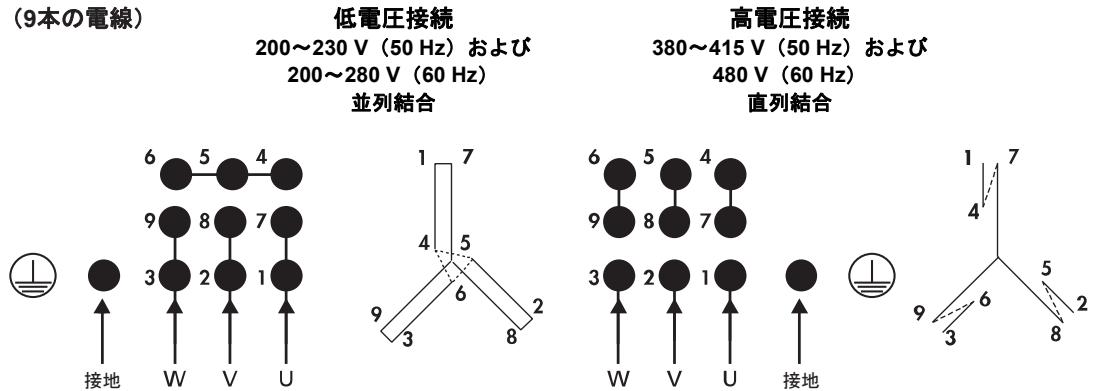 (9本の電線)
低電圧接続
200～230 V（50 Hz）および
200～280 V（60 Hz）
並列結合
高電圧接続
380～415 V（50 Hz）および
480 V（60 Hz）
直列結合
6 5 4
9 8 7
3 2 1
接地 W V U
1 7
4 5
6
9 3
2
8
6 5 4
9 8 7
3 2 1
W V U 接地
1 7
4
5
6
2
9 3 8